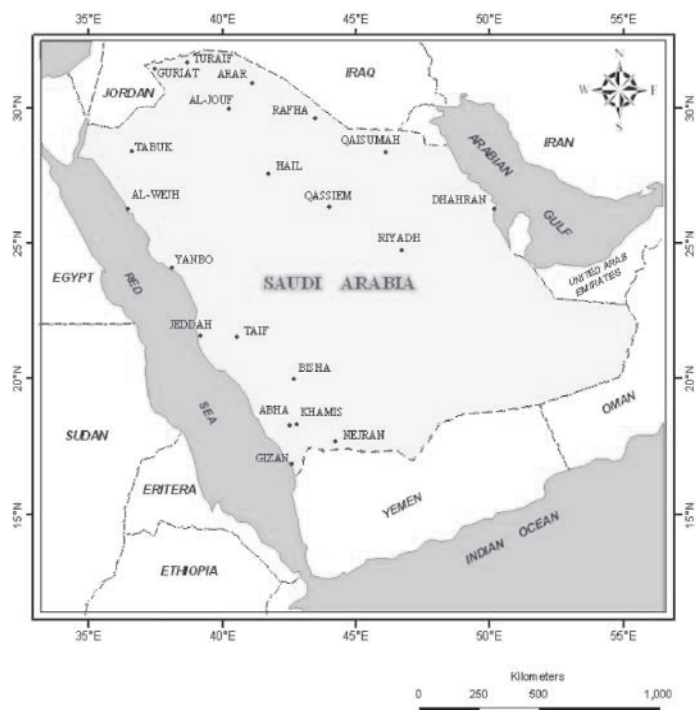 35°E 40°E 45°E 50°E 55°E
N
W E
S
TURAIF
GURIAT
ARAR
IRAQ
JORDAN
AL-JOUF
30°N 30°N
RAFHA
QAISUMAH
ARABIAN
IRAN
TABUK
HAIL
AL-WEJH
QASSIEM
DHAHRAN
GULF
RIYADH
25°N 25°N
YANBO
EGYPT
RED
SAUDI ARABIA
UNITED ARAB
EMIRATES
JEDDAH
TAIF
BISHA
20°N 20°N
SEA
ABHA
KHAMIS
OMAN
SUDAN
NEJRAN
GIZAN
ERITERA
YEMEN
15°N 15°N
INDIAN OCEAN
ETHIOPIA
35°E 40°E 45°E 50°E 55°E
Kilometers
0 250 500 1,000